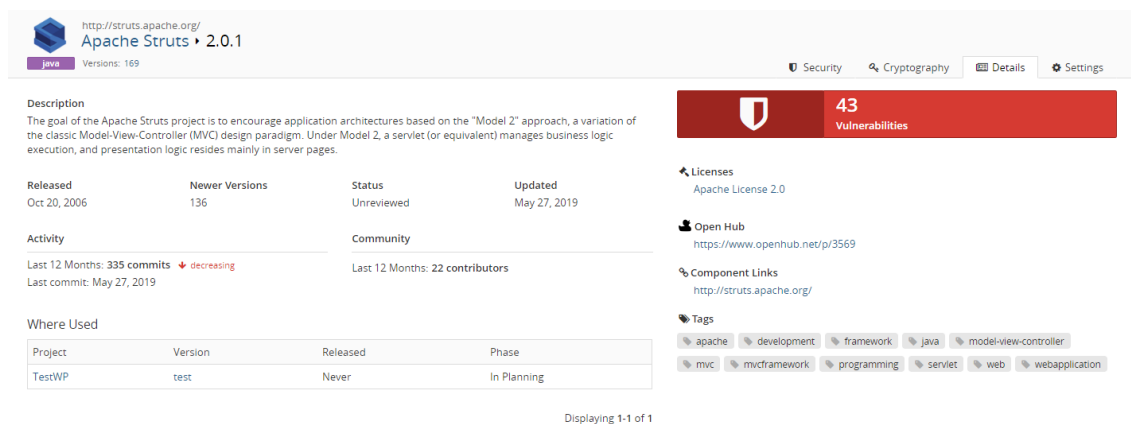 http://struts.apache.org/
Apache Struts ▸ 2.0.1
java Versions: 169
Security Cryptography Details Settings
Description
The goal of the Apache Struts project is to encourage application architectures based on the "Model 2" approach, a variation of
the classic Model-View-Controller (MVC) design paradigm. Under Model 2, a servlet (or equivalent) manages business logic
execution, and presentation logic resides mainly in server pages.
Released Newer Versions Status Updated
Oct 20, 2006 136 Unreviewed May 27, 2019
Activity Community
Last 12 Months: 335 commits decreasing Last 12 Months: 22 contributors
Last commit: May 27, 2019
Where Used
Project Version Released Phase
TestWP test Never In Planning
Displaying 1-1 of 1
43
Vulnerabilities
Licenses
Apache License 2.0
Open Hub
https://www.openhub.net/p/3569
Component Links
http://struts.apache.org/
Tags
apache development framework java model-view-controller
mvc mvcframework programming servlet web webapplication